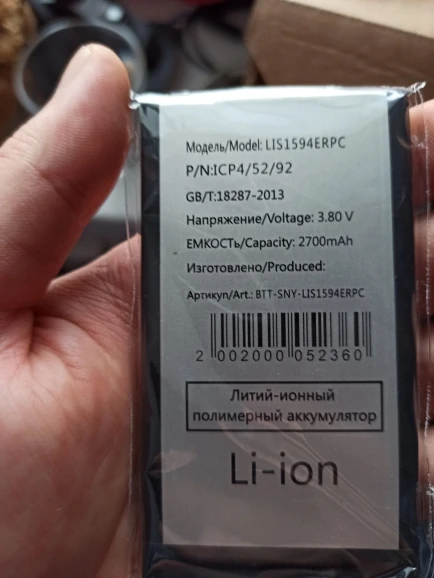 Модель/Model: LIS1594ERPC
P/N:ICP4/52/92
GB/T:18287-2013
Напряжение/Voltage: 3.80 V
ЕМКОСТЬ/Capacity: 2700mAh
Изготовлено/Produced:
Артикул/Art.: BTT-SNY-LIS1594ERPC
2 002000 052360
Литий-ионный
полимерный аккумулятор
Li-ion